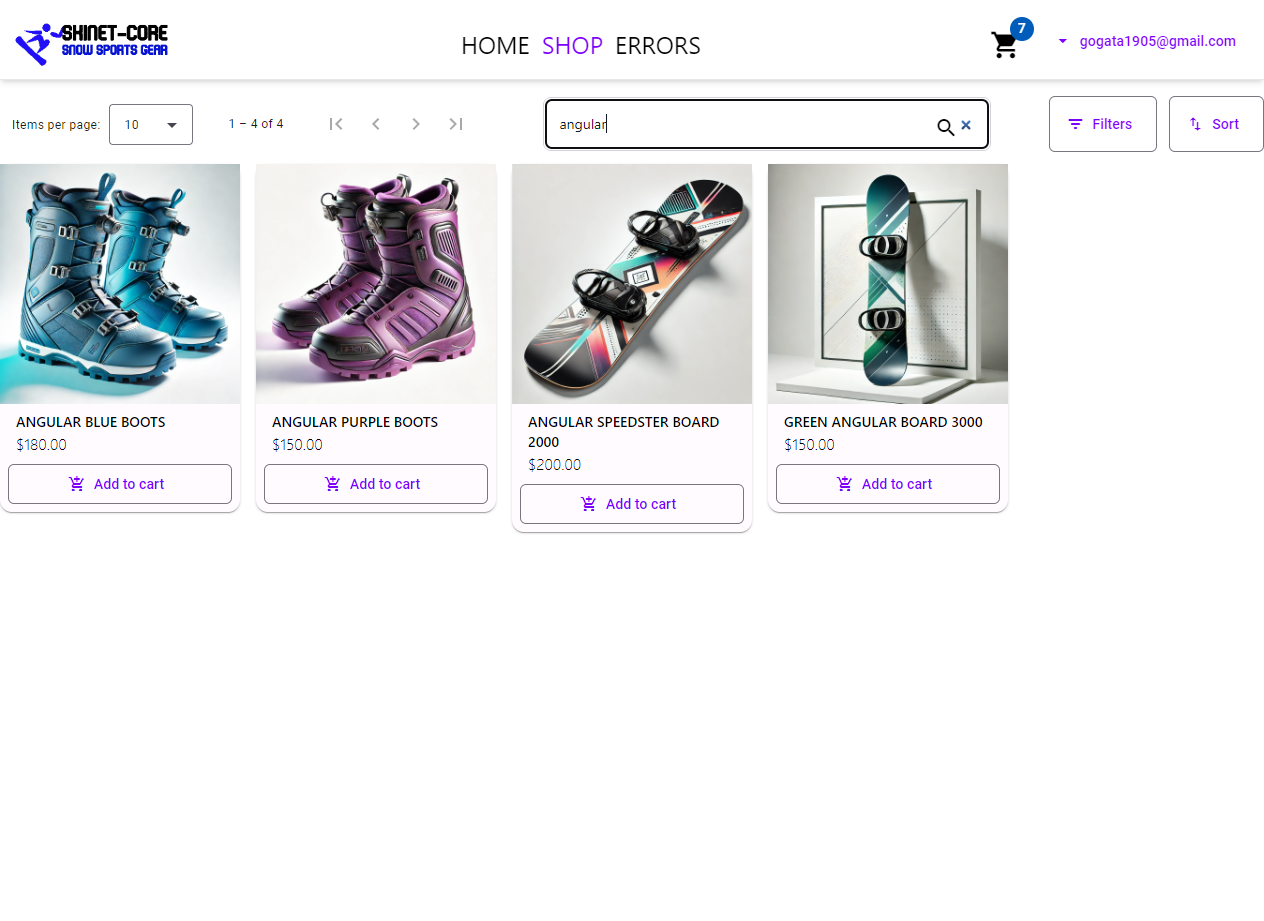 SKINET-CORE
SNOW SPORTS GEAR
HOME SHOP ERRORS
7
gogata1905@gmail.com
Items per page: 10
1 – 4 of 4
angular
Filters
Sort
ANGULAR BLUE BOOTS
$180.00
Add to cart
ANGULAR PURPLE BOOTS
$150.00
Add to cart
ANGULAR SPEEDSTER BOARD
2000
$200.00
Add to cart
GREEN ANGULAR BOARD 3000
$150.00
Add to cart